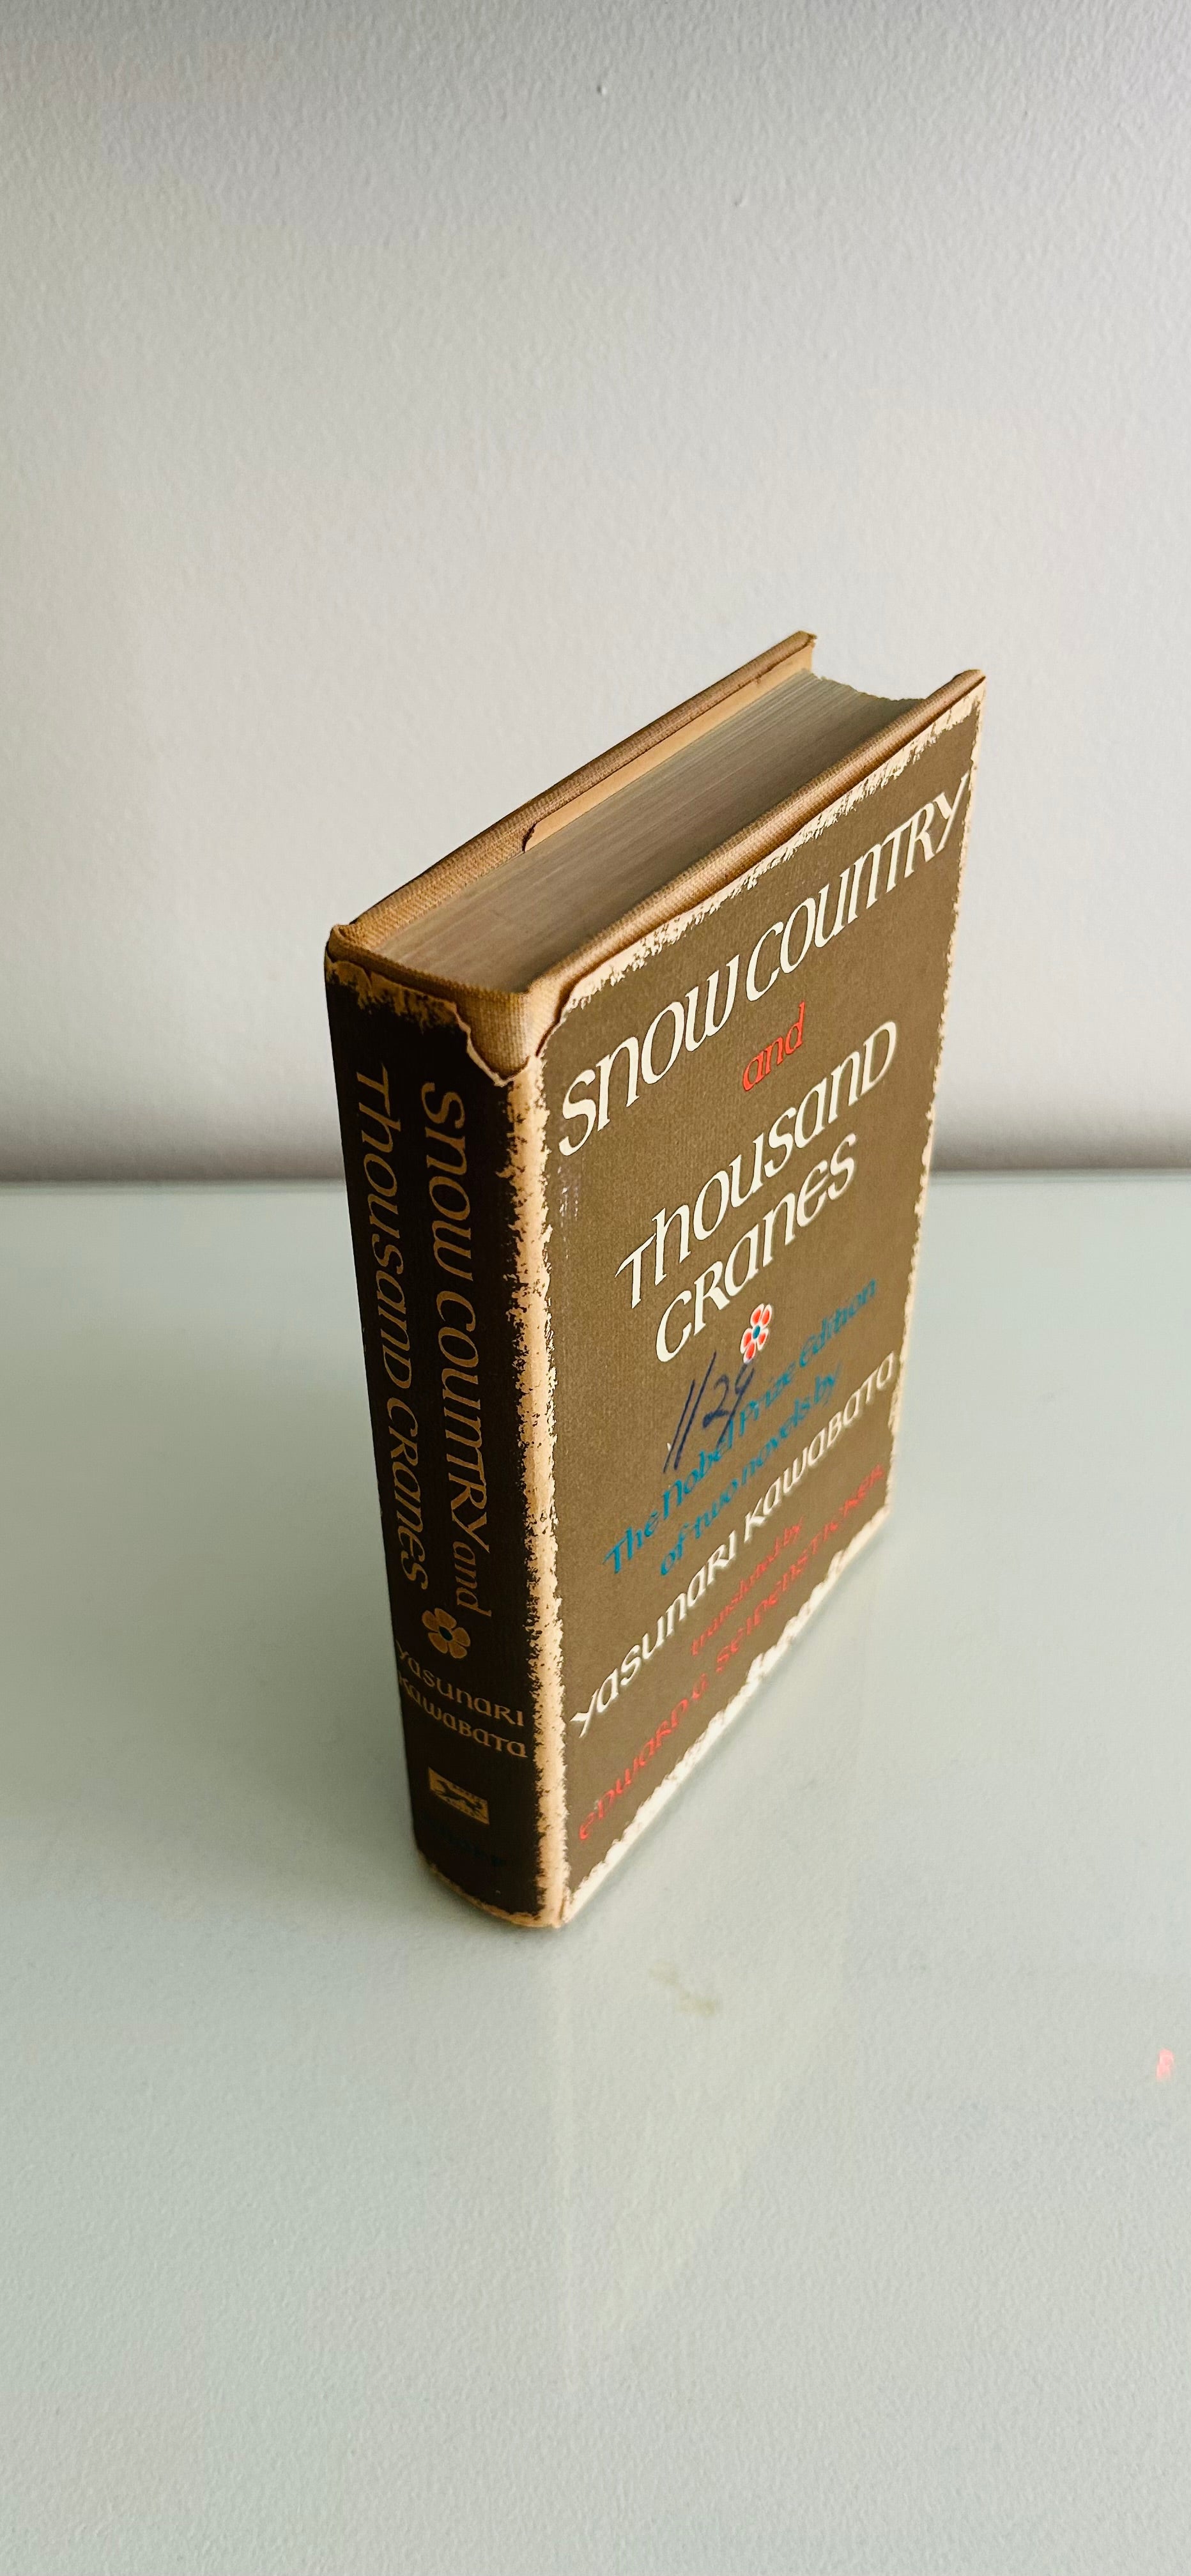 SNOW COUNTRY
and
THOUSAND
CRANES
11/29
The Nobel Prize Edition
of two novels by
YASUNARI KAWABATA
translated by
EDWARD G. SEIDENSTICKER
SNOW COUNTRY and
THOUSAND CRANES
YASUNARI
KAWABATA